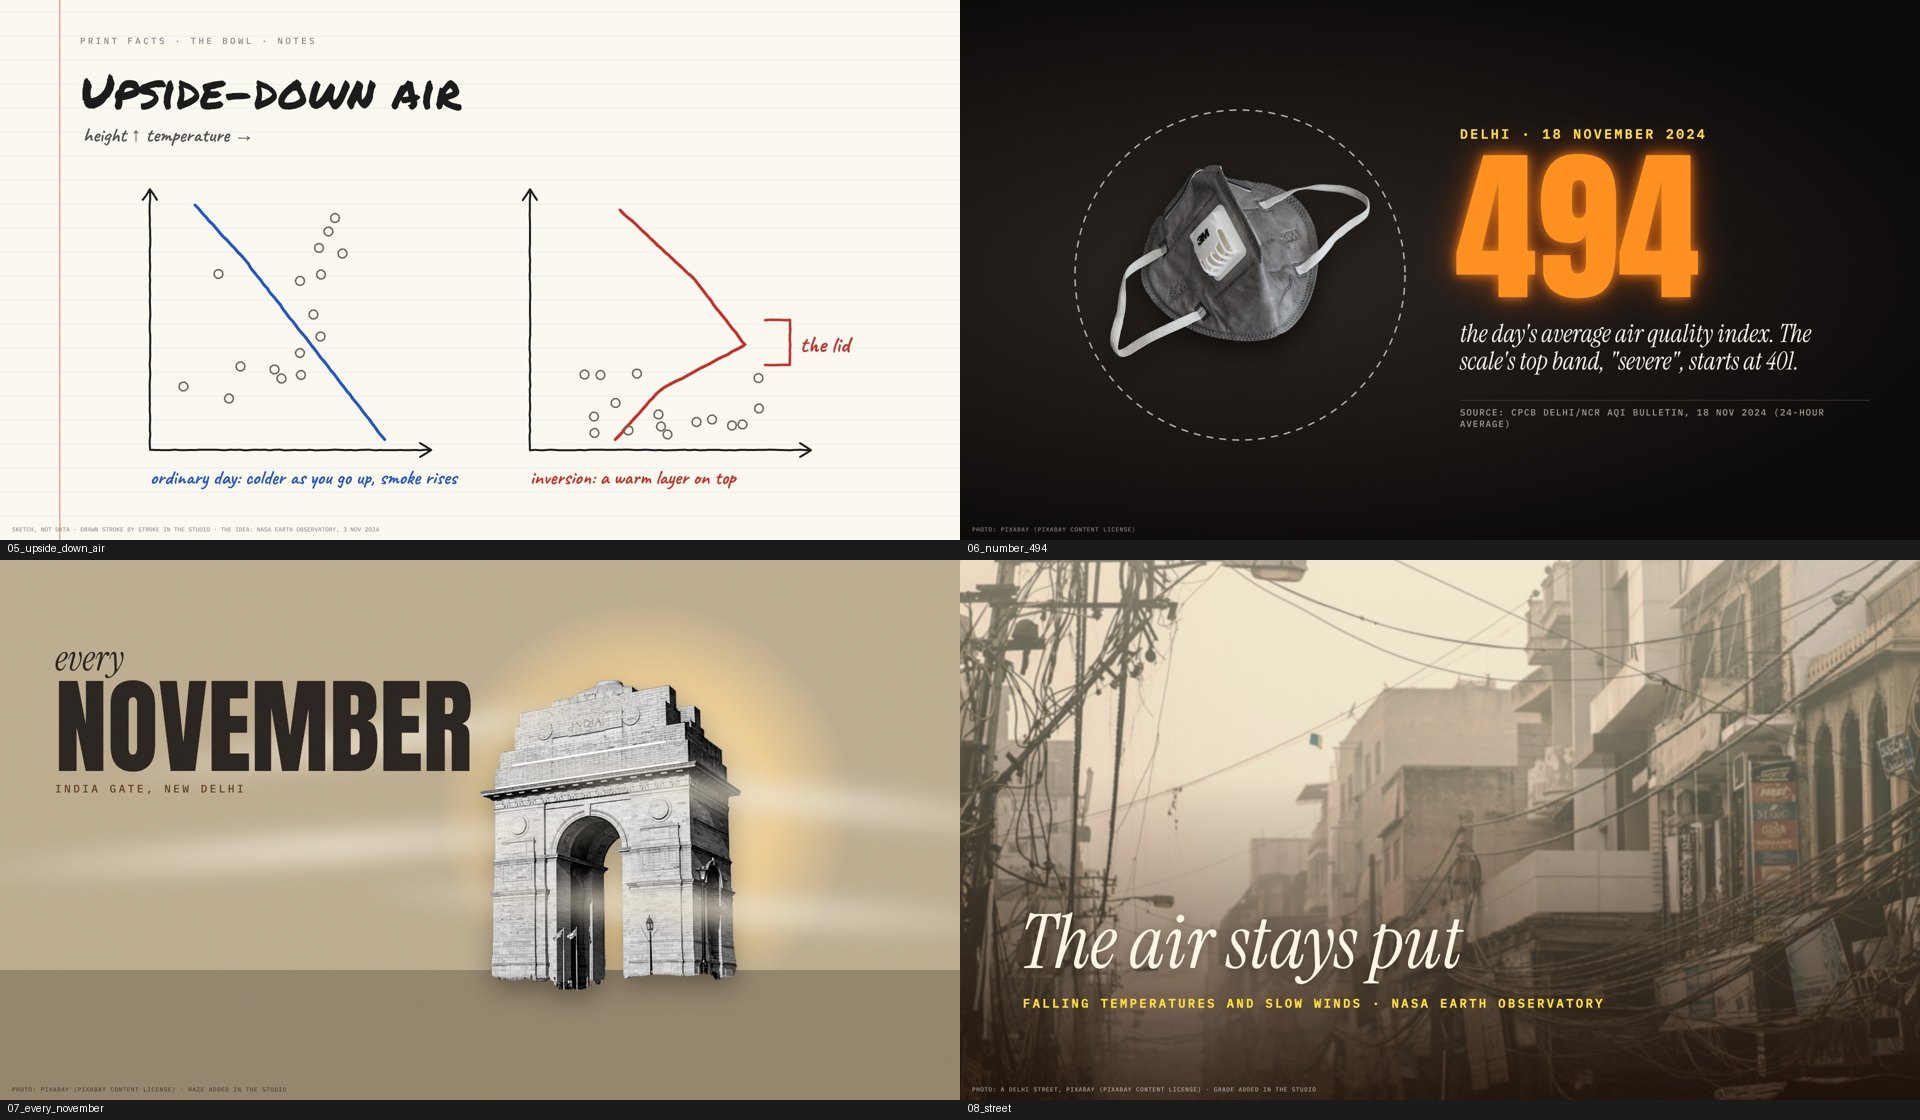 PRINT FACTS · THE BOWL · NOTES
UPSIDE-DOWN AIR
height ↑ temperature →
the lid
ordinary day: colder as you go up, smoke rises
inversion: a warm layer on top
SKETCH, NOT DATA · DRAWN STROKE BY STROKE IN THE STUDIO · THE IDEA: NASA EARTH OBSERVATORY, 3 NOV 2024
05_upside_down_air
DELHI · 18 NOVEMBER 2024
494
the day's average air quality index. The
scale's top band, "severe", starts at 401.
SOURCE: CPCB DELHI/NCR AQI BULLETIN, 18 NOV 2024 (24-HOUR
AVERAGE)
3M
3M
3M
PHOTO: PIXABAY (PIXABAY CONTENT LICENSE)
06_number_494
every
NOVEMBER
INDIA GATE, NEW DELHI
INDIA
PHOTO: PIXABAY (PIXABAY CONTENT LICENSE) · HAZE ADDED IN THE STUDIO
07_every_november
The air stays put
FALLING TEMPERATURES AND SLOW WINDS · NASA EARTH OBSERVATORY
PHOTO: A DELHI STREET, PIXABAY (PIXABAY CONTENT LICENSE) · GRADE ADDED IN THE STUDIO
08_street